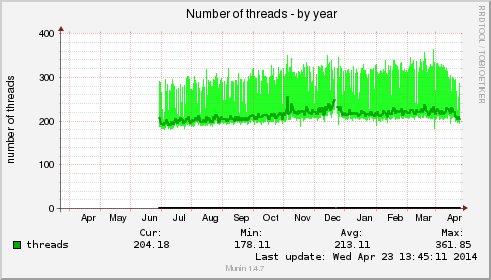 Number of threads - by year
RRDTOOL / TOBI OETIKER
number of threads
400
300
200
100
0
Apr May Jun Jul Aug Sep Oct Nov Dec Jan Feb Mar Apr
Cur: Min: Avg: Max:
threads 204.18 178.11 213.11 361.85
Last update: Wed Apr 23 13:45:11 2014
Munin 1.4.7